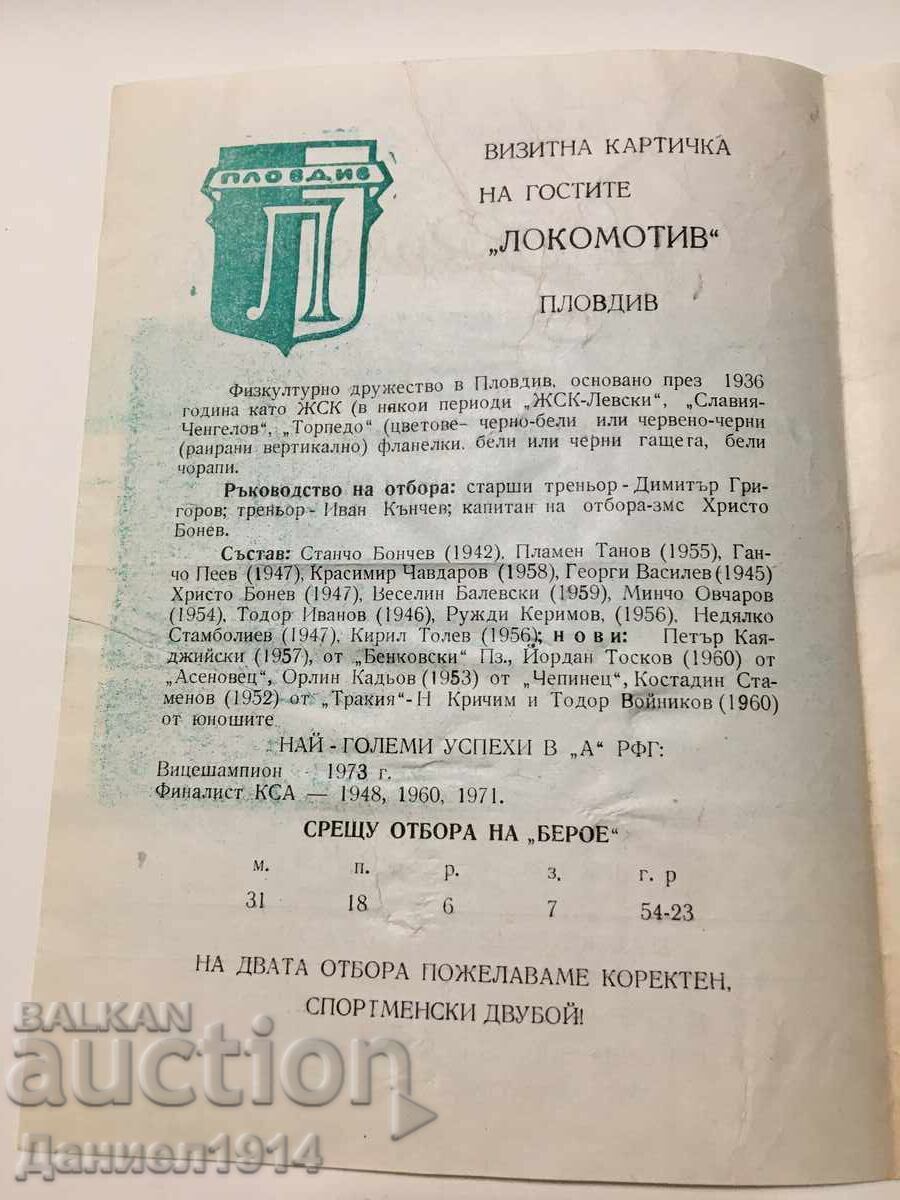 ПЛОВДИВ
Л
ВИЗИТНА КАРТИЧКА
НА ГОСТИТЕ
„ЛОКОМОТИВ“
ПЛОВДИВ
Физкултурно дружество в Пловдив, основано през 1936
година като ЖСК (в някои периоди „ЖСК-Левски“, „Славия-
Ченгелов“, „Торпедо“ (цветове- черно-бели или червено-черни
(раирани вертикално) фланелки. бели или черни гащета, бели
чорапи.
Ръководство на отбора: старши треньор - Димитър Гри-
горов; треньор - Иван Кънчев; капитан на отбора-змс Христо
Бонев.
Състав: Станчо Бончев (1942), Пламен Танов (1955), Ган-
чо Пеев (1947), Красимир Чавдаров (1958), Георги Василев (1945)
Христо Бонев (1947), Веселин Балевски (1959), Минчо Овчаров
(1954), Тодор Иванов (1946), Ружди Керимов, (1956), Недялко
Стамболиев (1947), Кирил Толев (1956); нови: Петър Кая-
джийски (1957), от „Бенковски“ Пз., Йордан Тосков (1960) от
„Асеновец“, Орлин Кадьов (1953) от „Чепинец“, Костадин Ста-
менов (1952) от „Тракия“-Н Кричим и Тодор Войников (1960)
от юношите
НАЙ - ГОЛЕМИ УСПЕХИ В „А“ РФГ:
Вицешампион - 1973 г.
Финалист КСА — 1948, 1960, 1971.
СРЕЩУ ОТБОРА НА „БЕРОЕ“
м. п. р. з. г. р
31 18 6 7 54-23
НА ДВАТА ОТБОРА ПОЖЕЛАВАМЕ КОРЕКТЕН,
СПОРТМЕНСКИ ДВУБОЙ!
BALKAN
auction
Даниел1914